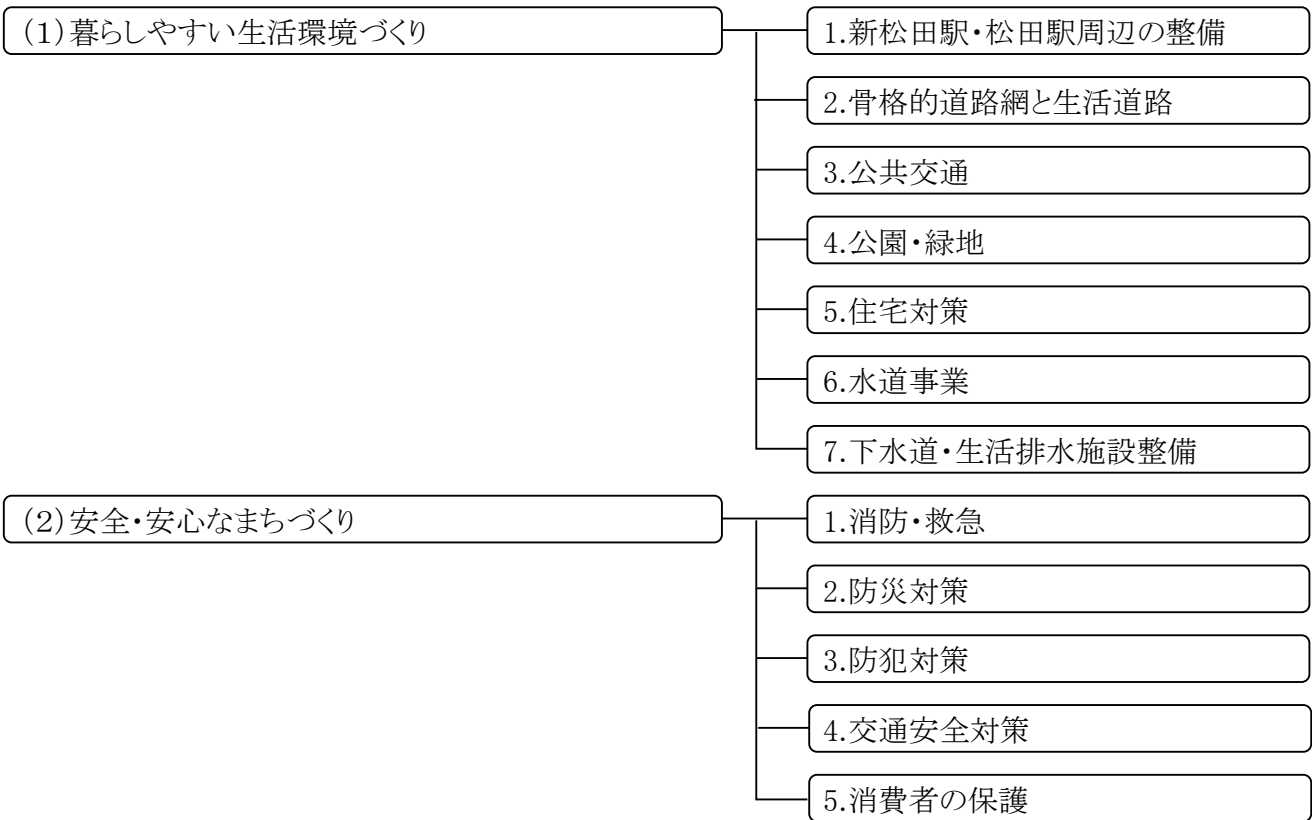 （１）暮らしやすい生活環境づくり
1.新松田駅・松田駅周辺の整備
2.骨格的道路網と生活道路
3.公共交通
4.公園・緑地
5.住宅対策
6.水道事業
7.下水道・生活排水施設整備
（２）安全・安心なまちづくり
1.消防・救急
2.防災対策
3.防犯対策
4.交通安全対策
5.消費者の保護